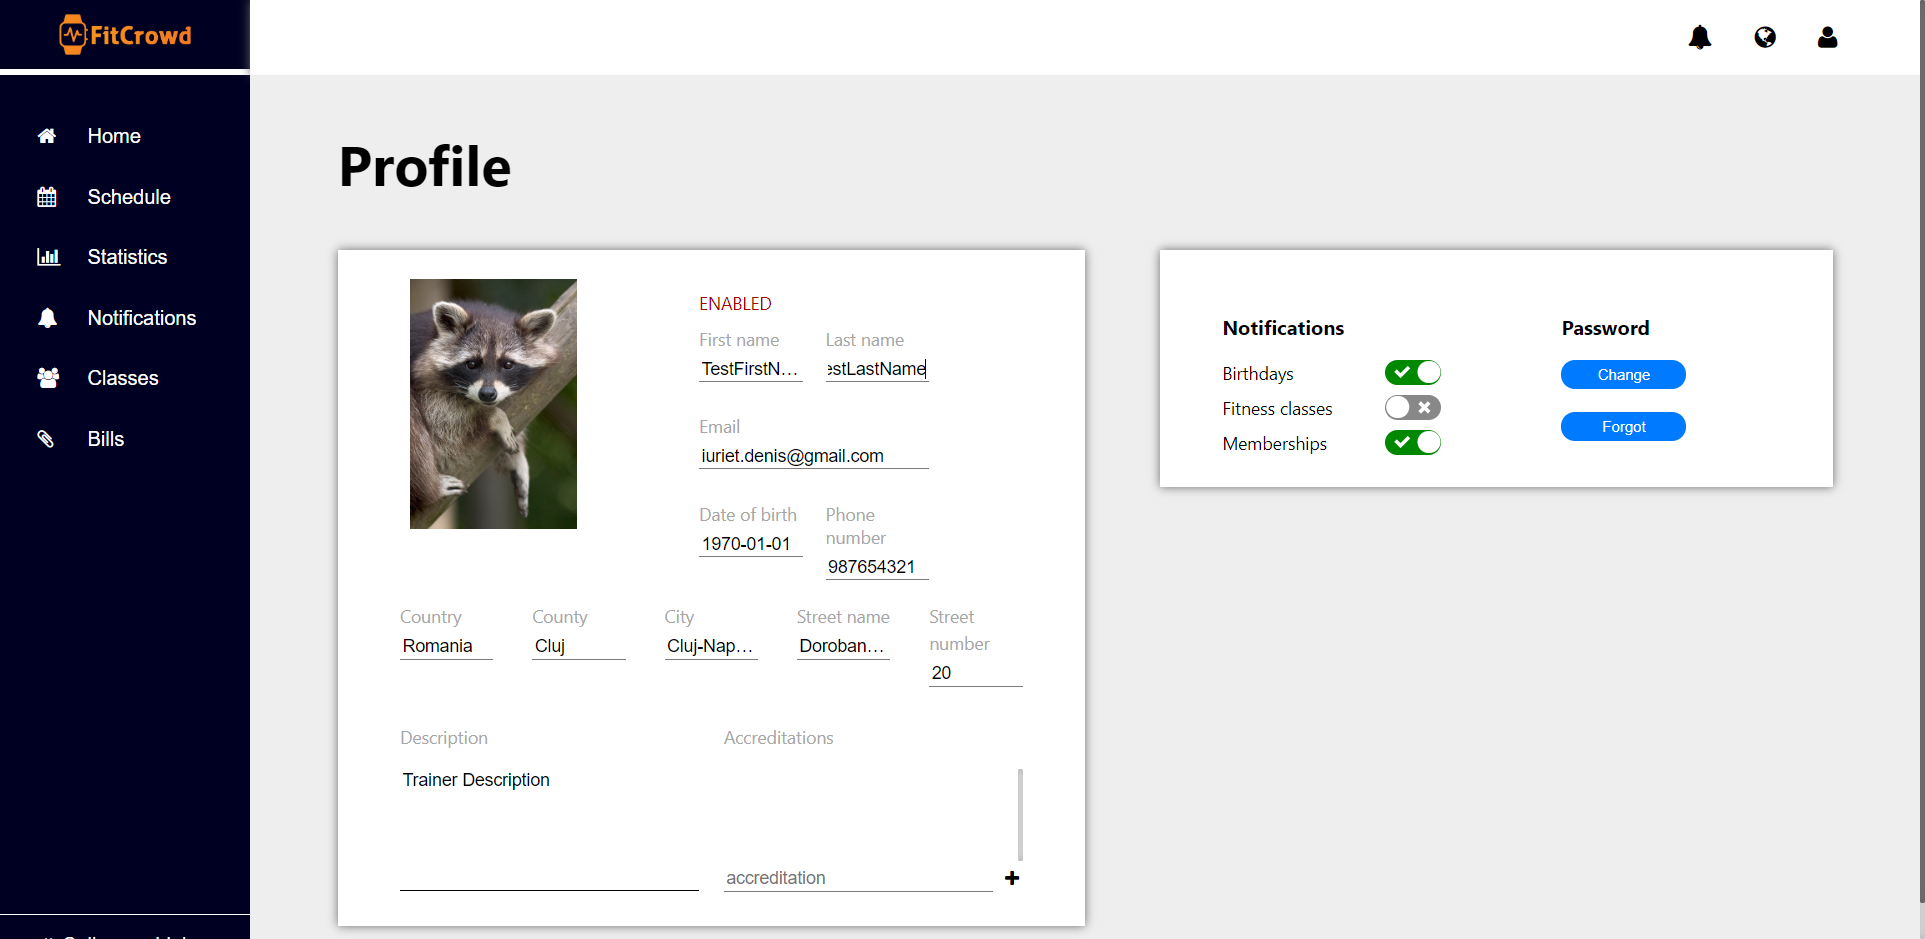 FitCrowd
Home
Schedule
Statistics
Notifications
Classes
Bills
Profile
ENABLED
First name
Last name
TestFirstN...
estLastName
Email
iuriet.denis@gmail.com
Date of birth
Phone
number
1970-01-01
987654321
Country
County
City
Street name
Street
number
Romania
Cluj
Cluj-Nap...
Doroban...
20
Description
Accreditations
Trainer Description
accreditation
Notifications
Birthdays
Fitness classes
Memberships
Password
Change
Forgot